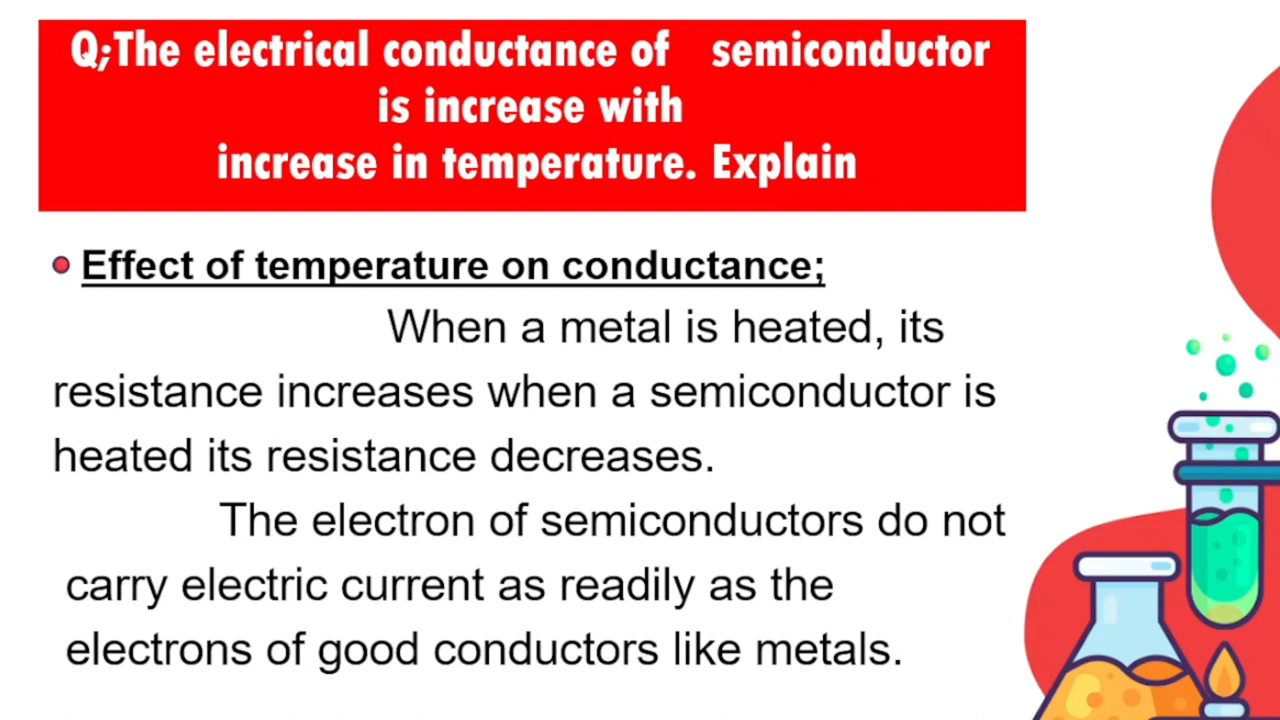 Q;The electrical conductance of semiconductor
is increase with
increase in temperature. Explain
Effect of temperature on conductance;
When a metal is heated, its
resistance increases when a semiconductor is
heated its resistance decreases.
The electron of semiconductors do not
carry electric current as readily as the
electrons of good conductors like metals.